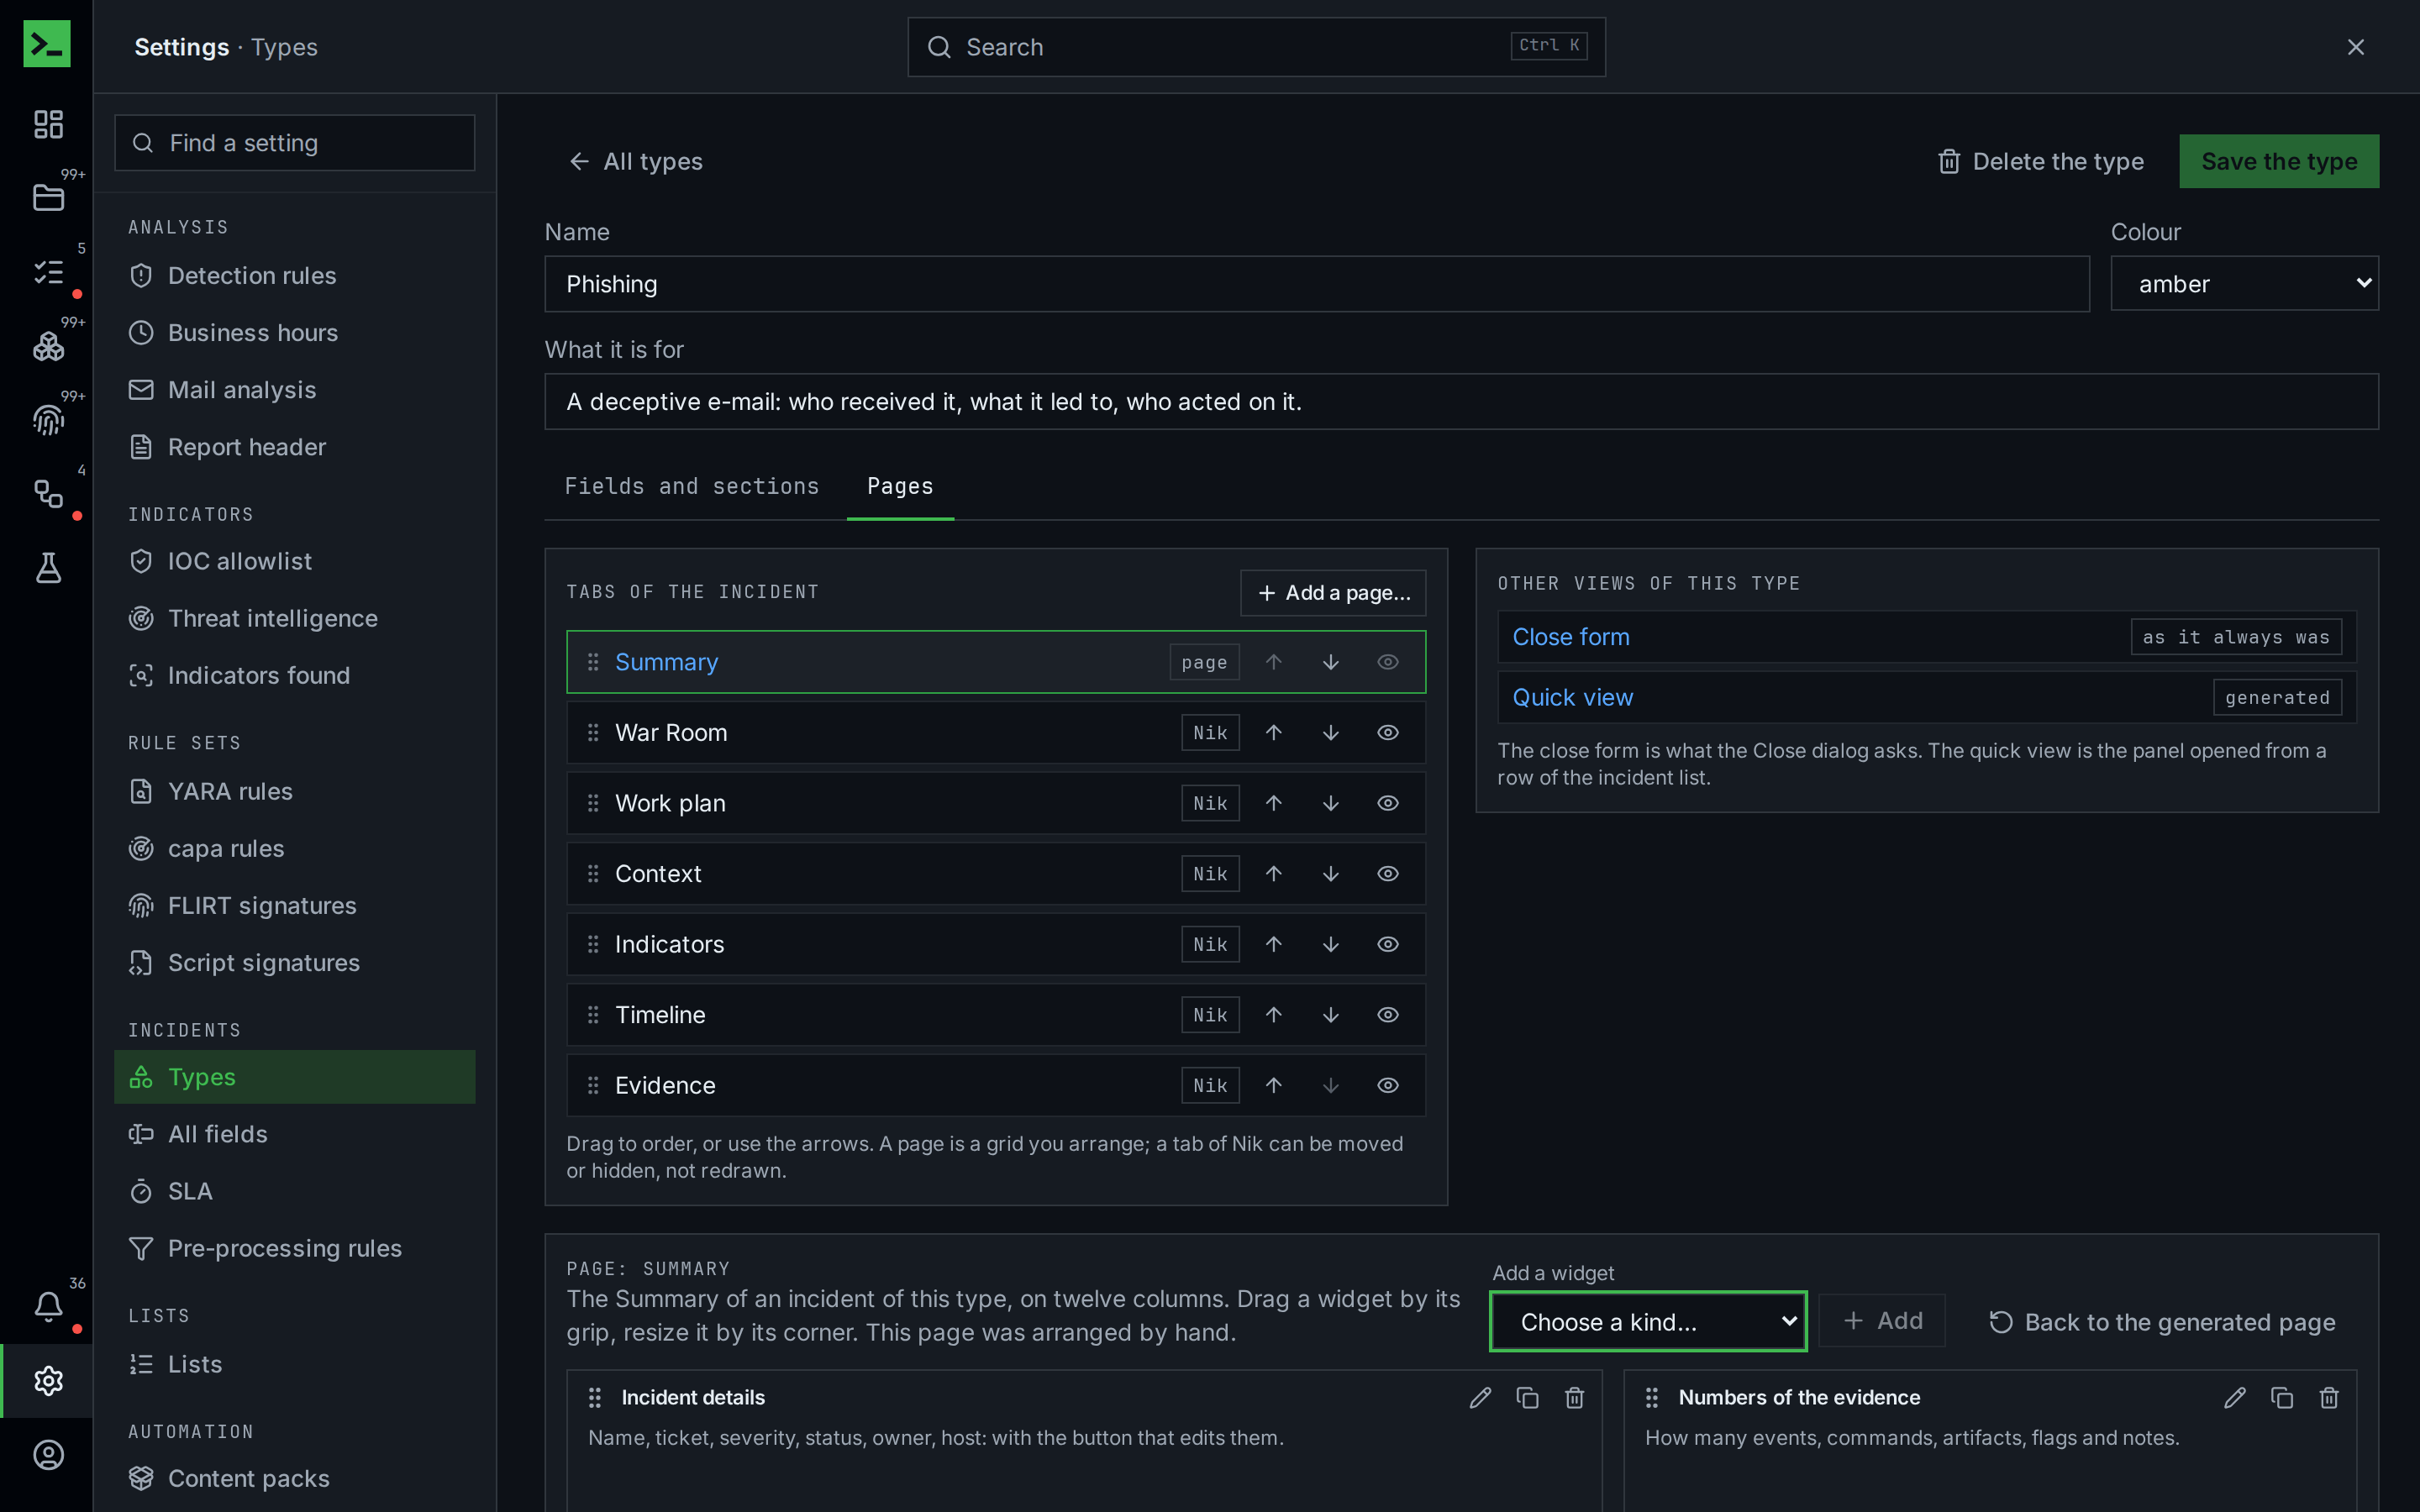 Settings · Types
Search
Ctrl K
99+
5
99+
99+
4
36
Find a setting
ANALYSIS
Detection rules
Business hours
Mail analysis
Report header
INDICATORS
IOC allowlist
Threat intelligence
Indicators found
RULE SETS
YARA rules
capa rules
FLIRT signatures
Script signatures
INCIDENTS
Types
All fields
SLA
Pre-processing rules
LISTS
Lists
AUTOMATION
Content packs
All types
Delete the type
Save the type
Name
Colour
Phishing
amber
What it is for
A deceptive e-mail: who received it, what it led to, who acted on it.
Fields and sections
Pages
TABS OF THE INCIDENT
Add a page...
Summary
page
War Room
Nik
Work plan
Nik
Context
Nik
Indicators
Nik
Timeline
Nik
Evidence
Nik
Drag to order, or use the arrows. A page is a grid you arrange; a tab of Nik can be moved
or hidden, not redrawn.
OTHER VIEWS OF THIS TYPE
Close form
as it always was
Quick view
generated
The close form is what the Close dialog asks. The quick view is the panel opened from a
row of the incident list.
PAGE: SUMMARY
The Summary of an incident of this type, on twelve columns. Drag a widget by its
grip, resize it by its corner. This page was arranged by hand.
Add a widget
Choose a kind...
Add
Back to the generated page
Incident details
Name, ticket, severity, status, owner, host: with the button that edits them.
Numbers of the evidence
How many events, commands, artifacts, flags and notes.